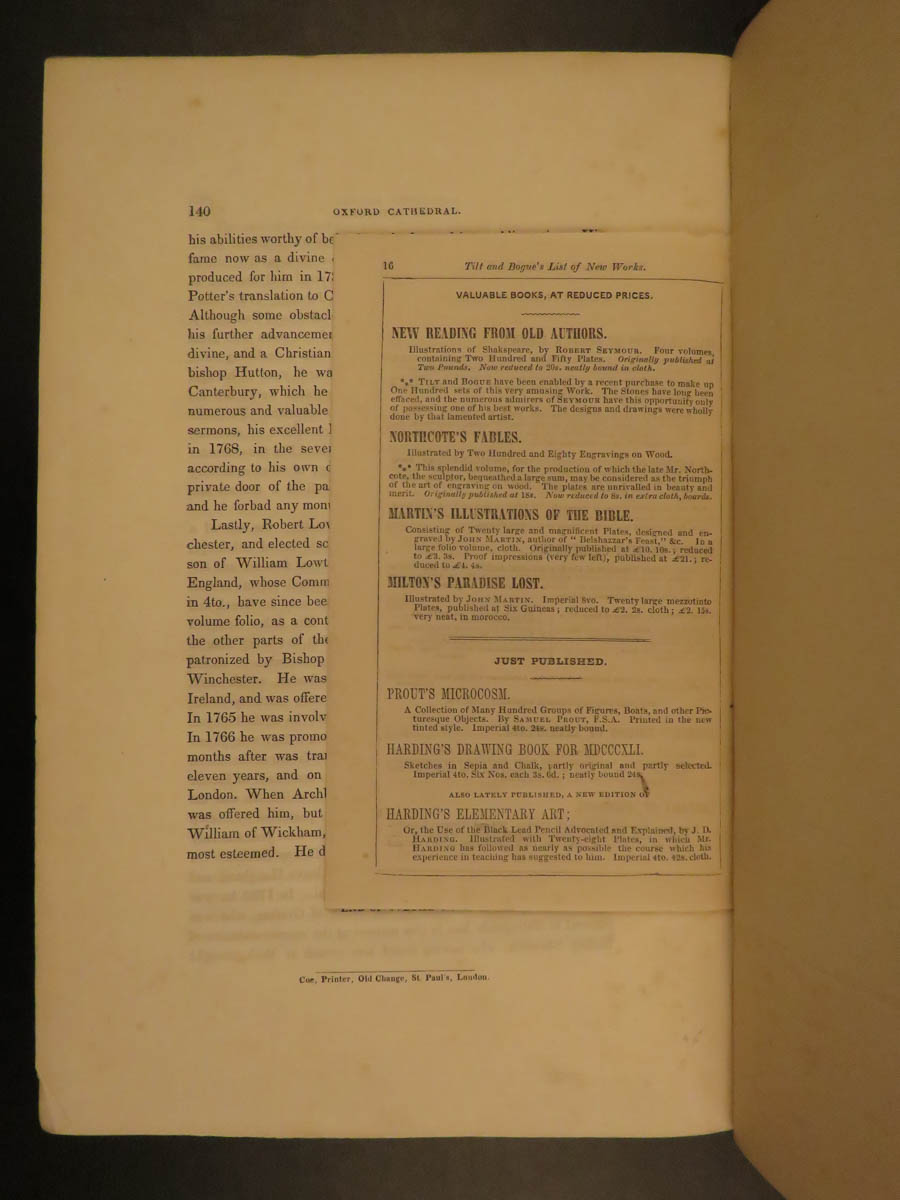 140
OXFORD CATHEDRAL.
his abilities worthy of be
fame now as a divine
produced for him in 17
Potter's translation to C
Although some obstacl
his further advancemen
divine, and a Christian
bishop Hutton, he wa
Canterbury, which he
numerous and valuable
sermons, his excellent
in 1768, in the seve
according to his own
private door of the pa
and he forbad any mon
Lastly, Robert Low
chester, and elected sc
son of William Lowt
England, whose Comm
in 4to., have since bee
volume folio, as a cont
the other parts of the
patronized by Bishop
Winchester. He was
Ireland, and was offere
In 1765 he was involv
In 1766 he was promo
months after was tra
eleven years, and on
London. When Arch
was offered him, but
William of Wickham,
most esteemed. He d
16
Tilt and Bogue's List of New Works.
VALUABLE BOOKS, AT REDUCED PRICES.
NEW READING FROM OLD AUTHORS.
Illustrations of Shakspeare, by ROBERT SEYMOUR. Four volumes,
containing Two Hundred and Fifty Plates. Originally published at
Two Pounds. Now reduced to 20s. neatly bound in cloth.
*** TILT and BOGUE have been enabled by a recent purchase to make up
One Hundred sets of this very amusing Work. The Stones have long been
effaced, and the numerous admirers of SEYMOUR have this opportunity only
of possessing one of his best works. The designs and drawings were wholly
done by that lamented artist.
NORTHCOTE'S FABLES.
Illustrated by Two Hundred and Eighty Engravings on Wood.
*** This splendid volume, for the production of which the late Mr. North-
cote, the sculptor, bequeathed a large sum, may be considered as the triumph
of the art of engraving on wood. The plates are unrivalled in beauty and
merit. Originally published at 18s. Now reduced to 8s. in extra cloth, boards.
MARTIN'S ILLUSTRATIONS OF THE BIBLE.
Consisting of Twenty large and magnificent Plates, designed and en-
graved by JOHN MARTIN, author of "Belshazzar's Feast," &c. In a
large folio volume, cloth. Originally published at £10. 10s.; reduced
to £3. 3s. Proof impressions (very few left), published at £21.; re-
duced to £4. 4s.
MILTON'S PARADISE LOST.
Illustrated by JOHN MARTIN. Imperial 8vo. Twenty large mezzotinto
Plates, published at Six Guineas; reduced to £2. 2s. cloth; £2. 15s.
very neat, in morocco.
JUST PUBLISHED.
PROUT'S MICROCOSM.
A Collection of Many Hundred Groups of Figures, Boats, and other Pic-
turesque Objects. By SAMUEL PROUT, F.S.A. Printed in the new
tinted style. Imperial 4to. 24s. neatly bound.
HARDING'S DRAWING BOOK FOR MDCCCXLI.
Sketches in Sepia and Chalk, partly original and partly selected.
Imperial 4to. Six Nos. each 3s. 6d.; neatly bound 24s.
ALSO LATELY PUBLISHED, A NEW EDITION OF
HARDING'S ELEMENTARY ART;
Or, the Use of the Black Lead Pencil Advocated and Explained, by J. D.
HARDING. Illustrated with Twenty-eight Plates, in which Mr.
HARDING has followed as nearly as possible the course which his
experience in teaching has suggested to him. Imperial 4to. 42s. cloth.
Coe, Printer, Old Change, St. Paul's, London.